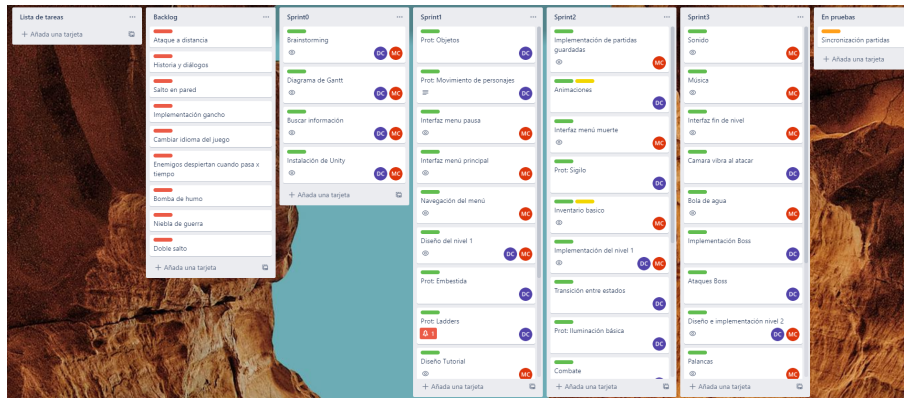 Lista de tareas
+ Añada una tarjeta
Backlog
Ataque a distancia
Historia y diálogos
Salto en pared
Implementación gancho
Cambiar idioma del juego
Enemigos despiertan cuando pasa x
tiempo
Bomba de humo
Niebla de guerra
Doble salto
+ Añada una tarjeta
Sprint0
Brainstorming
DC MC
Diagrama de Gantt
DC MC
Buscar información
DC MC
Instalación de Unity
DC MC
+ Añada una tarjeta
Sprint1
Prot: Objetos
DC
Prot: Movimiento de personajes
DC
Interfaz menu pausa
MC
Interfaz menú principal
MC
Navegación del menú
MC
Diseño del nivel 1
DC MC
Prot: Embestida
DC
Prot: Ladders
1
DC
Diseño Tutorial
MC
+ Añada una tarjeta
Sprint2
Implementación de partidas
guardadas
MC
Animaciones
DC
Interfaz menú muerte
MC
Prot: Sigilo
DC
Inventario basico
MC
Implementación del nivel 1
DC MC
Transición entre estados
DC
Prot: Iluminación básica
DC
Combate
+ Añada una tarjeta
Sprint3
Sonido
MC
Música
MC
Interfaz fin de nivel
MC
Camara vibra al atacar
DC
Bola de agua
MC
Implementación Boss
DC
Ataques Boss
DC
Diseño e implementación nivel 2
DC MC
Palancas
MC
+ Añada una tarjeta
En pruebas
Sincronización partidas
+ Añada una tarjeta